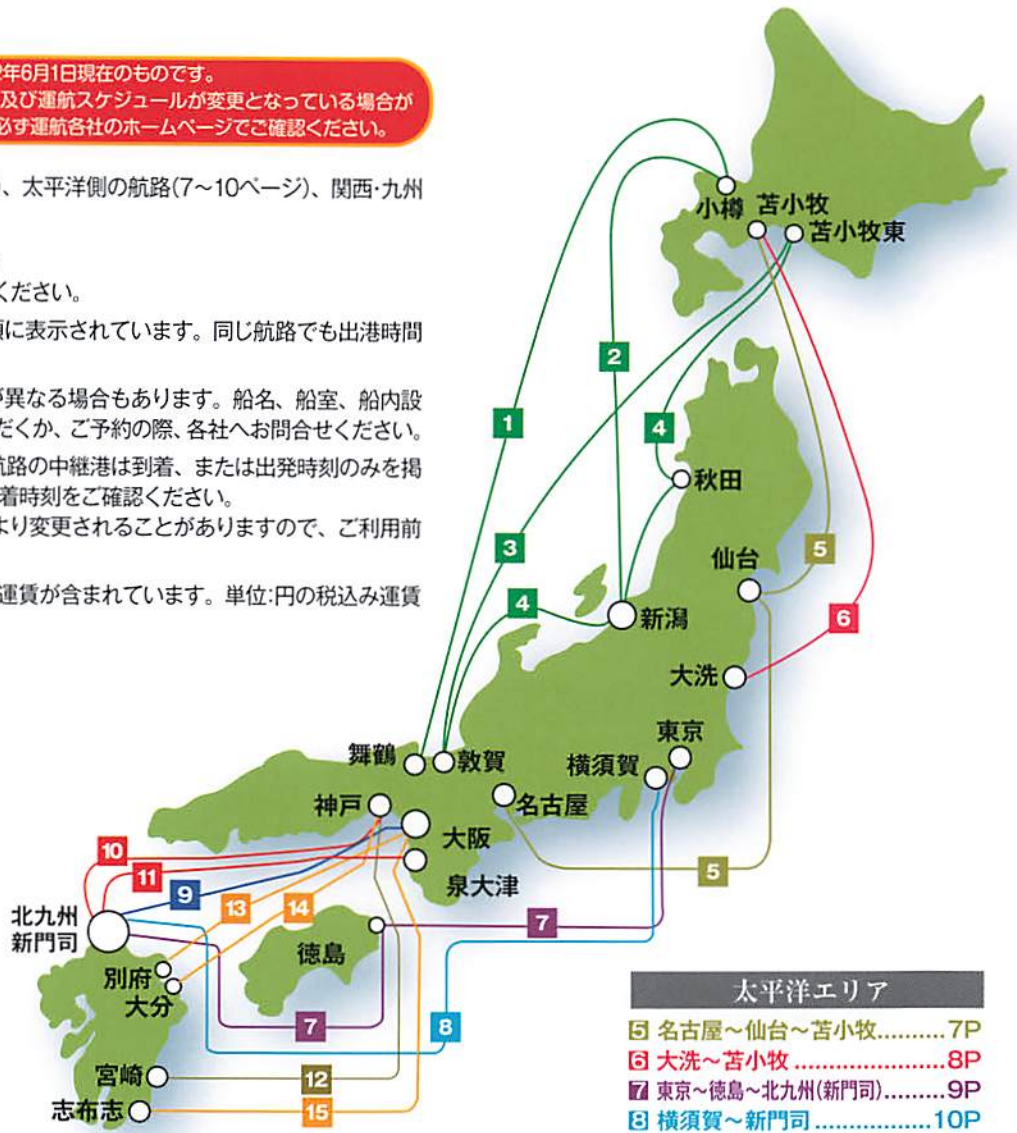 年6月1日現在のものです。
及び運航スケジュールが変更となっている場合が
必ず運航各社のホームページでご確認ください。
、太平洋側の航路(7〜10ページ)、関西・九州
ください。
頁に表示されています。同じ航路でも出港時間
が異なる場合もあります。船名、船室、船内設
だくか、ご予約の際、各社へお問合せください。
航路の中継港は到着、または出発時刻のみを掲
着時刻をご確認ください。
より変更されることがありますので、ご利用前
運賃が含まれています。単位:円の税込み運賃
小樽
苫小牧
苫小牧東
2
1
4
秋田
3
5
仙台
4
新潟
6
大洗
東京
舞鶴
敦賀
横須賀
神戸
名古屋
大阪
10
11
5
9
泉大津
13
14
北九州
新門司
7
徳島
別府
大分
7
8
宮崎
12
志布志
15
太平洋エリア
5 名古屋〜仙台〜苫小牧..........7P
6 大洗〜苫小牧.....................8P
7 東京〜徳島〜北九州(新門司)......9P
8 横須賀〜新門司..................10P